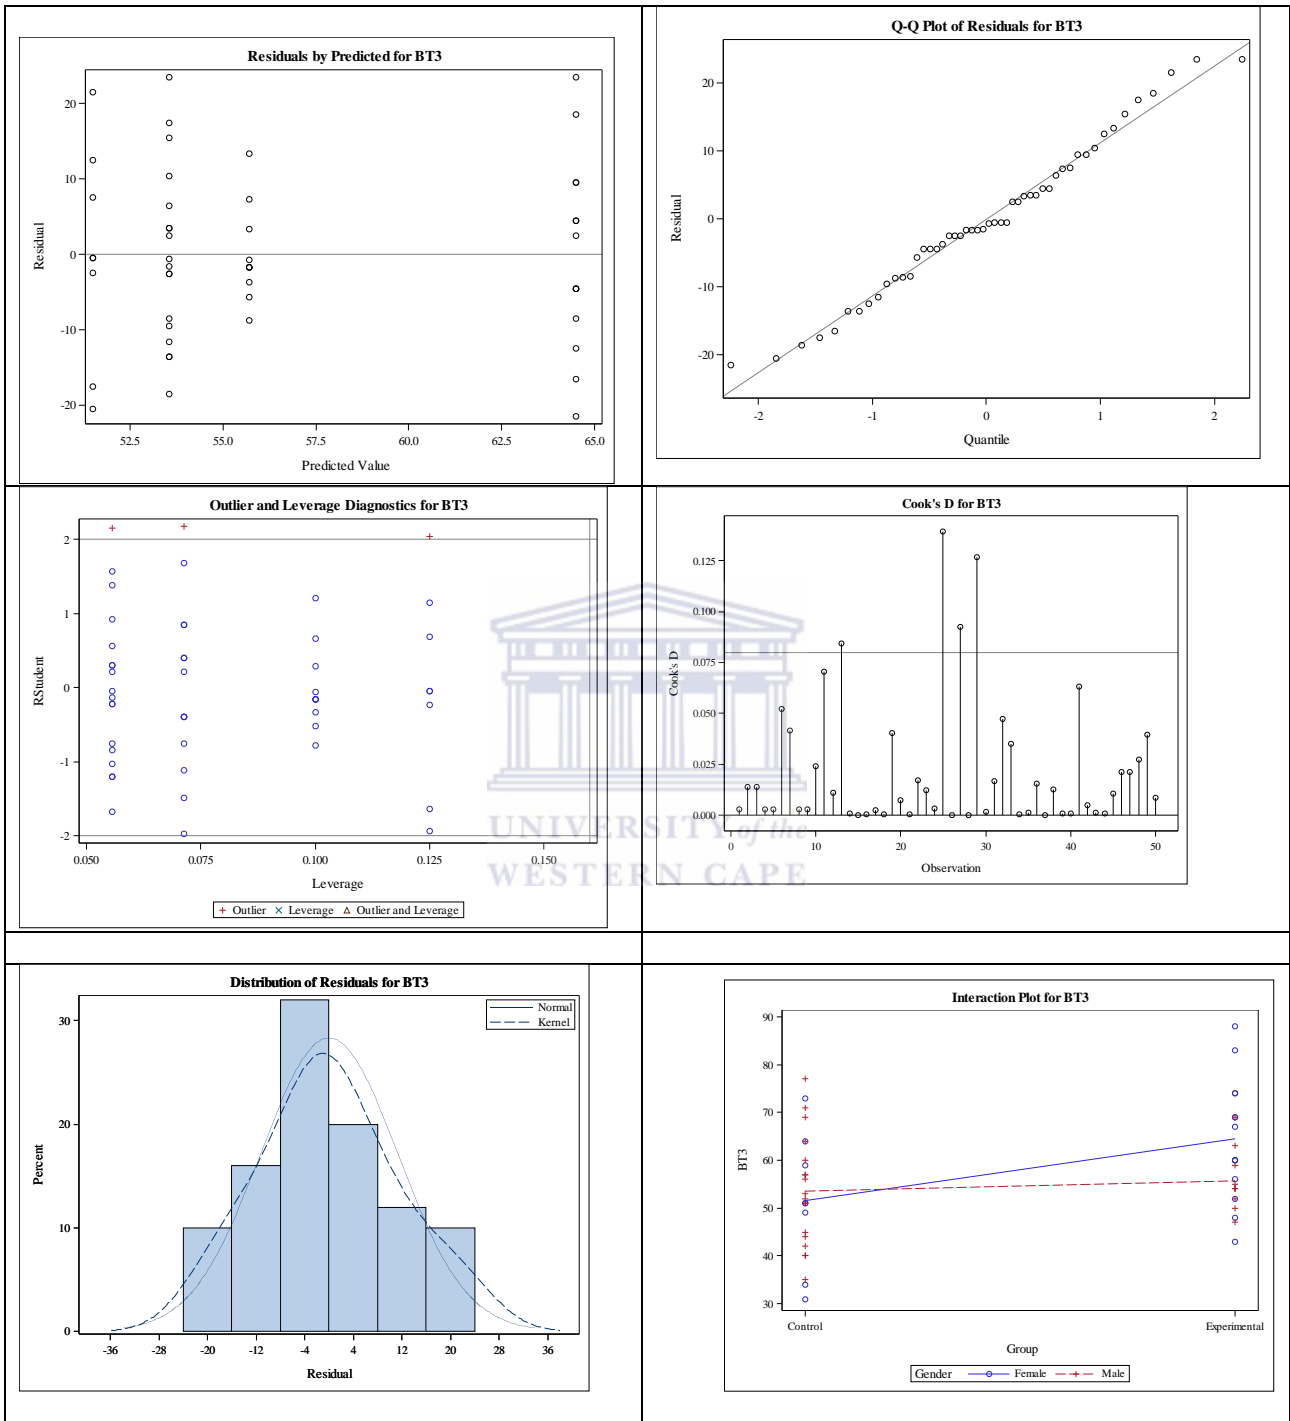 Residuals by Predicted for BT3
20
10
0
-10
-20
Residual
52.5 55.0 57.5 60.0 62.5 65.0
Predicted Value
Q-Q Plot of Residuals for BT3
20
10
0
-10
-20
Residual
-2 -1 0 1 2
Quantile
Outlier and Leverage Diagnostics for BT3
2
1
0
-1
-2
RStudent
0.050 0.075 0.100 0.125 0.150
Leverage
Outlier Leverage Outlier and Leverage
Cook's D for BT3
0.125
0.100
0.075
0.050
0.025
0.000
Cook's D
0 10 20 30 40 50
Observation
UNIVERSITY of the
WESTERN CAPE
Distribution of Residuals for BT3
Normal
Kernel
30
20
10
0
Percent
-36 -28 -20 -12 -4 4 12 20 28 36
Residual
Interaction Plot for BT3
90
80
70
60
50
40
30
BT3
Control Experimental
Group
Gender Female Male